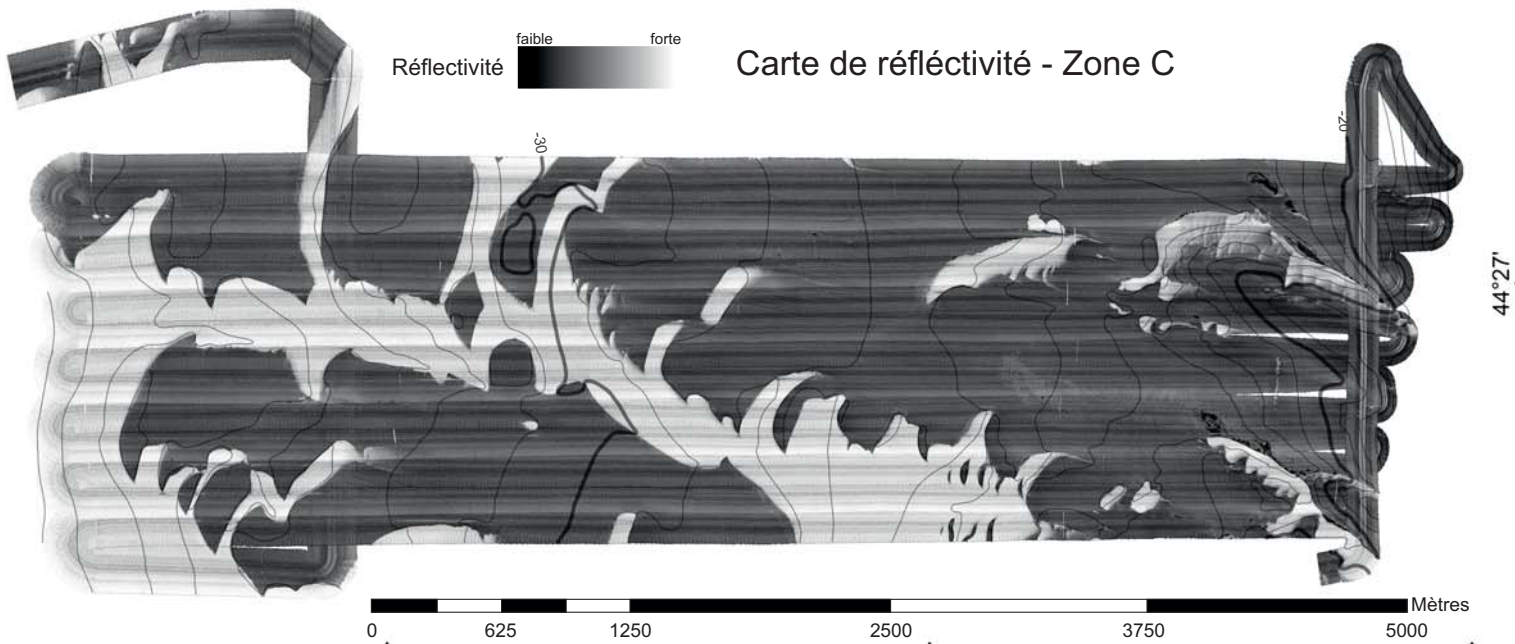 faible forte
Réflectivité
Carte de réfléctivité - Zone C
-30
-20
44°27'
Mètres
0 625 1250 2500 3750 5000